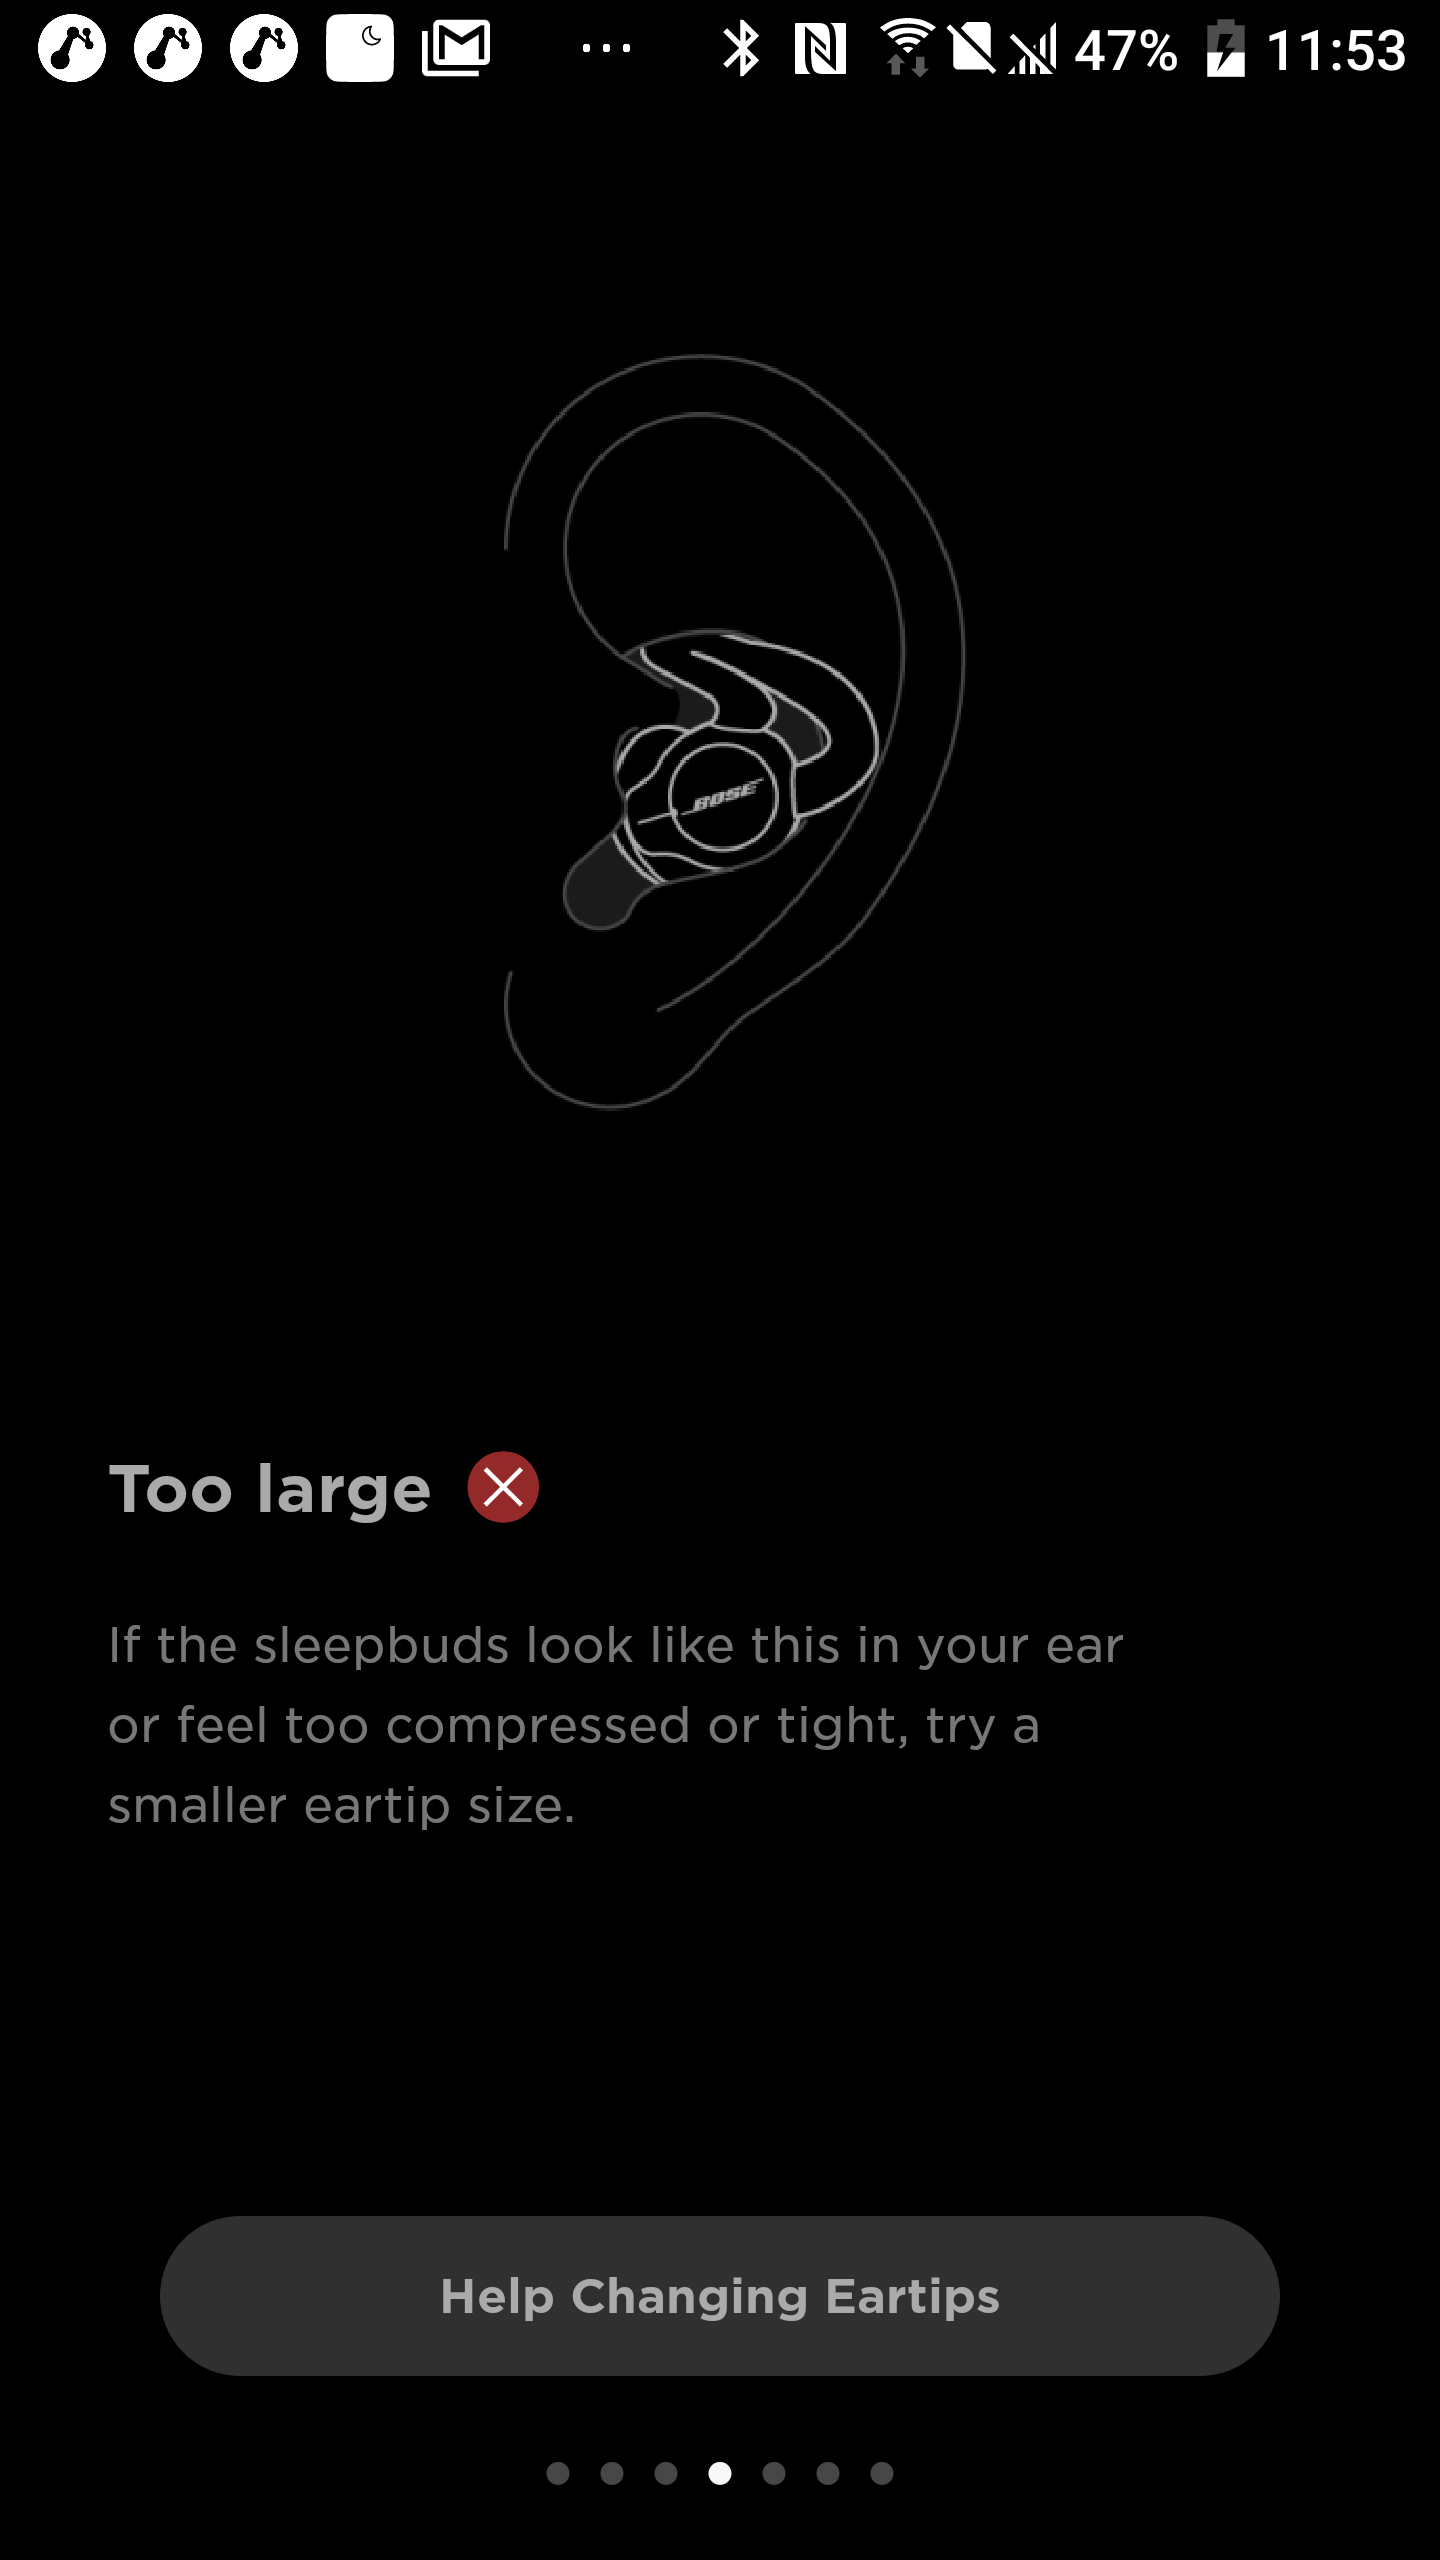 47% 11:53
BOSE
Too large
If the sleepbuds look like this in your ear
or feel too compressed or tight, try a
smaller eartip size.
Help Changing Eartips